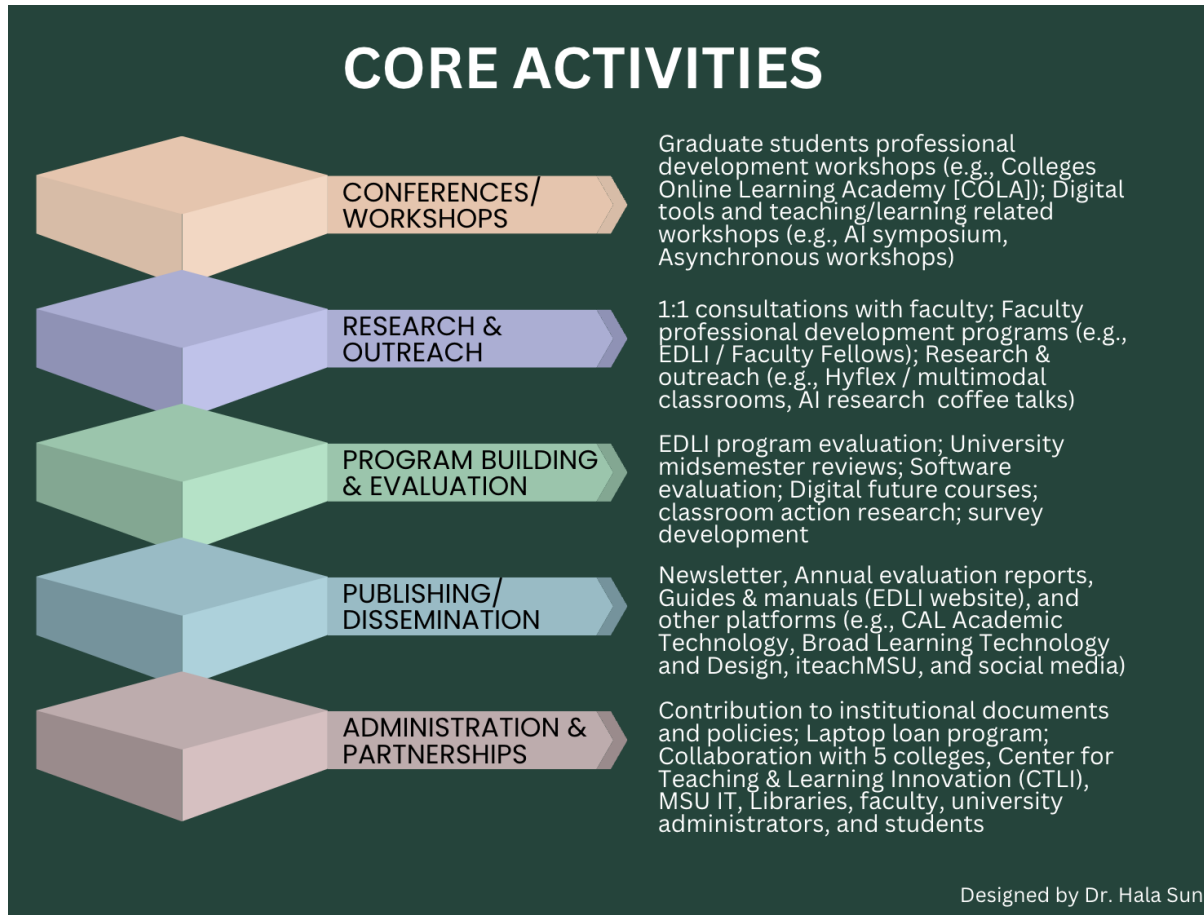 CORE ACTIVITIES
CONFERENCES/
WORKSHOPS
Graduate students professional
development workshops (e.g., Colleges
Online Learning Academy [COLA]); Digital
tools and teaching/learning related
workshops (e.g., AI symposium,
Asynchronous workshops)
RESEARCH &
OUTREACH
1:1 consultations with faculty; Faculty
professional development programs (e.g.,
EDLI / Faculty Fellows); Research &
outreach (e.g., Hyflex / multimodal
classrooms, AI research  coffee talks)
PROGRAM BUILDING
& EVALUATION
EDLI program evaluation; University
midsemester reviews; Software
evaluation; Digital future courses;
classroom action research; survey
development
PUBLISHING/
DISSEMINATION
Newsletter, Annual evaluation reports,
Guides & manuals (EDLI website), and
other platforms (e.g., CAL Academic
Technology, Broad Learning Technology
and Design, iteachMSU, and social media)
ADMINISTRATION &
PARTNERSHIPS
Contribution to institutional documents
and policies; Laptop loan program;
Collaboration with 5 colleges, Center for
Teaching & Learning Innovation (CTLI),
MSU IT, Libraries, faculty, university
administrators, and students
Designed by Dr. Hala Sun